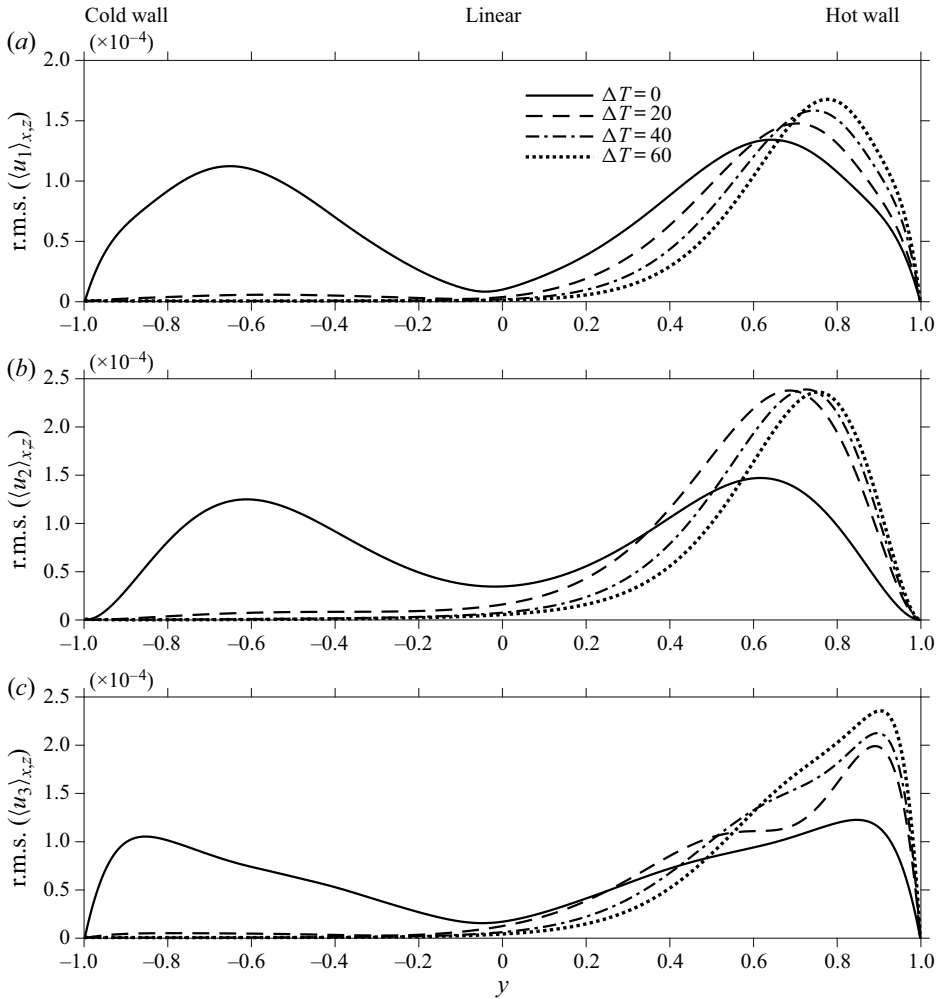 Cold wall Linear Hot wall
(a) (×10⁻⁴)
2.0
1.5
1.0
0.5
0
r.m.s. (⟨u₁⟩ₓ,z)
ΔT = 0
ΔT = 20
ΔT = 40
ΔT = 60
−1.0 −0.8 −0.6 −0.4 −0.2 0 0.2 0.4 0.6 0.8 1.0
(b) (×10⁻⁴)
2.5
2.0
1.5
1.0
0.5
0
r.m.s. (⟨u₂⟩ₓ,z)
−1.0 −0.8 −0.6 −0.4 −0.2 0 0.2 0.4 0.6 0.8 1.0
(c) (×10⁻⁴)
2.5
2.0
1.5
1.0
0.5
0
r.m.s. (⟨u₃⟩ₓ,z)
−1.0 −0.8 −0.6 −0.4 −0.2 0 0.2 0.4 0.6 0.8 1.0
y